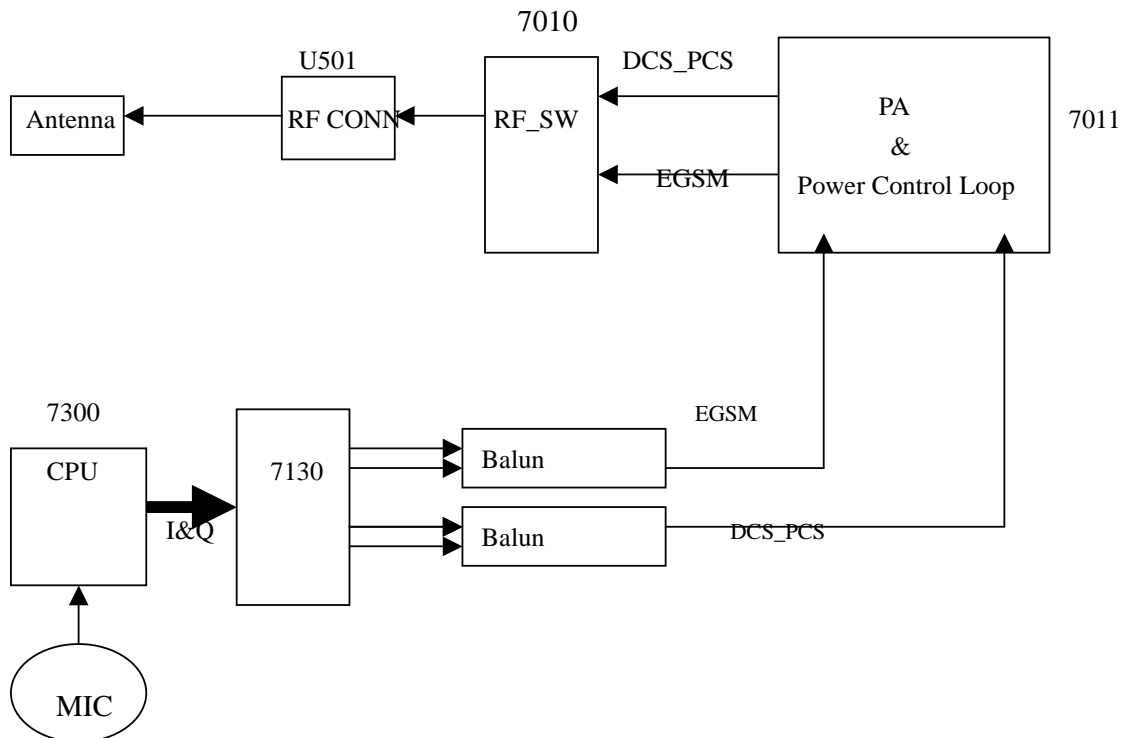 7010
U501
DCS_PCS
Antenna
RF CONN
RF_SW
PA
&
Power Control Loop
7011
EGSM
7300
CPU
I&Q
7130
Balun
EGSM
Balun
DCS_PCS
MIC